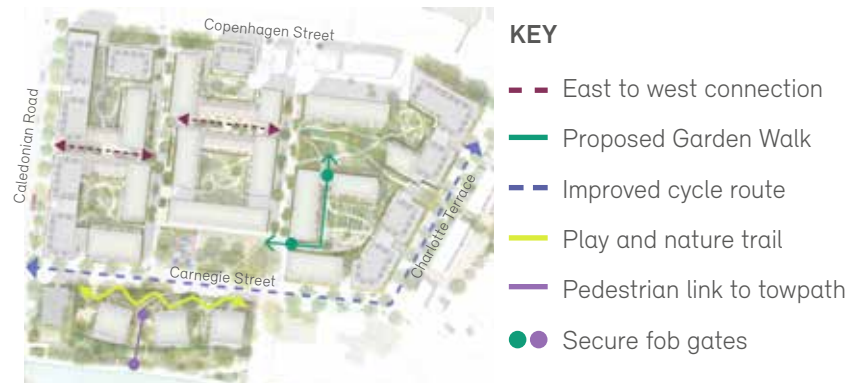 Copenhagen Street
Caledonian Road
Carnegie Street
Charlotte Terrace
KEY
East to west connection
Proposed Garden Walk
Improved cycle route
Play and nature trail
Pedestrian link to towpath
Secure fob gates